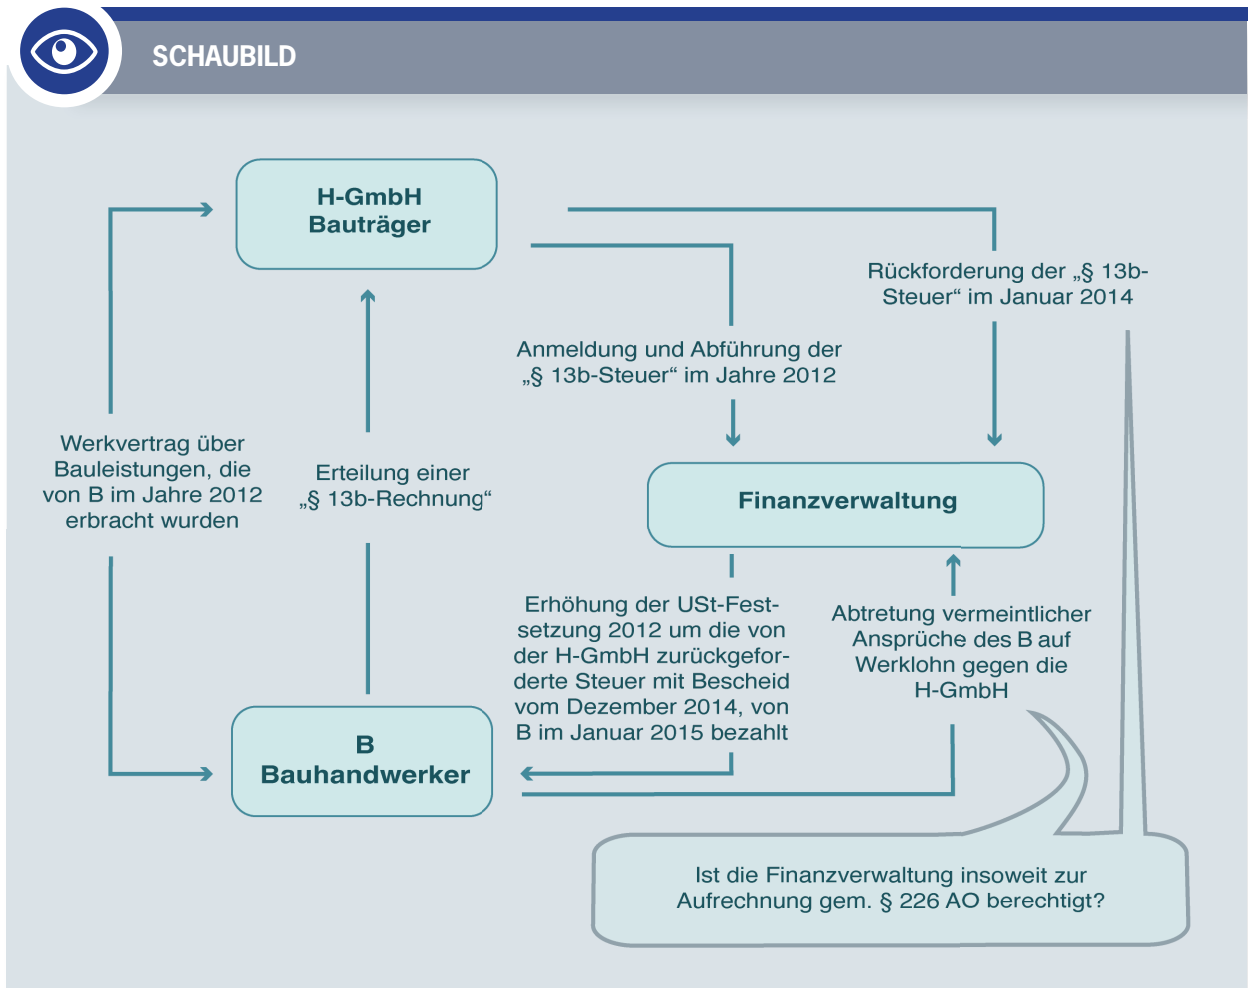 SCHAUBILD
H-GmbH
Bauträger
Rückforderung der „§ 13b-
Steuer“ im Januar 2014
Anmeldung und Abführung der
„§ 13b-Steuer“ im Jahre 2012
Werkvertrag über
Bauleistungen, die
von B im Jahre 2012
erbracht wurden
Erteilung einer
„§ 13b-Rechnung“
Finanzverwaltung
Erhöhung der USt-Fest-
setzung 2012 um die von
der H-GmbH zurückgefor-
derte Steuer mit Bescheid
vom Dezember 2014, von
B im Januar 2015 bezahlt
Abtretung vermeintlicher
Ansprüche des B auf
Werklohn gegen die
H-GmbH
B
Bauhandwerker
Ist die Finanzverwaltung insoweit zur
Aufrechnung gem. § 226 AO berechtigt?